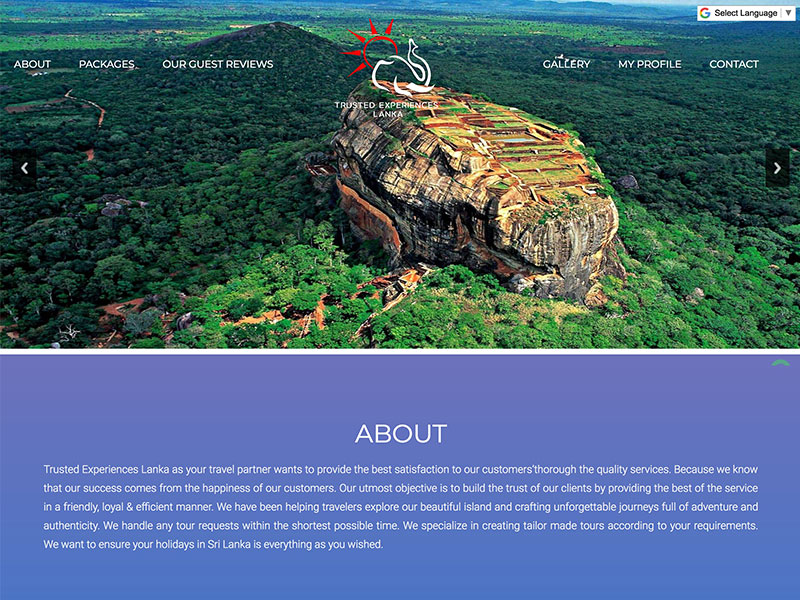 Select Language ▼
ABOUT PACKAGES OUR GUEST REVIEWS GALLERY MY PROFILE CONTACT
TRUSTED EXPERIENCES
LANKA
ABOUT
Trusted Experiences Lanka as your travel partner wants to provide the best satisfaction to our customers'thorough the quality services. Because we know
that our success comes from the happiness of our customers. Our utmost objective is to build the trust of our clients by providing the best of the service
in a friendly, loyal & efficient manner. We have been helping travelers explore our beautiful island and crafting unforgettable journeys full of adventure and
authenticity. We handle any tour requests within the shortest possible time. We specialize in creating tailor made tours according to your requirements.
We want to ensure your holidays in Sri Lanka is everything as you wished.